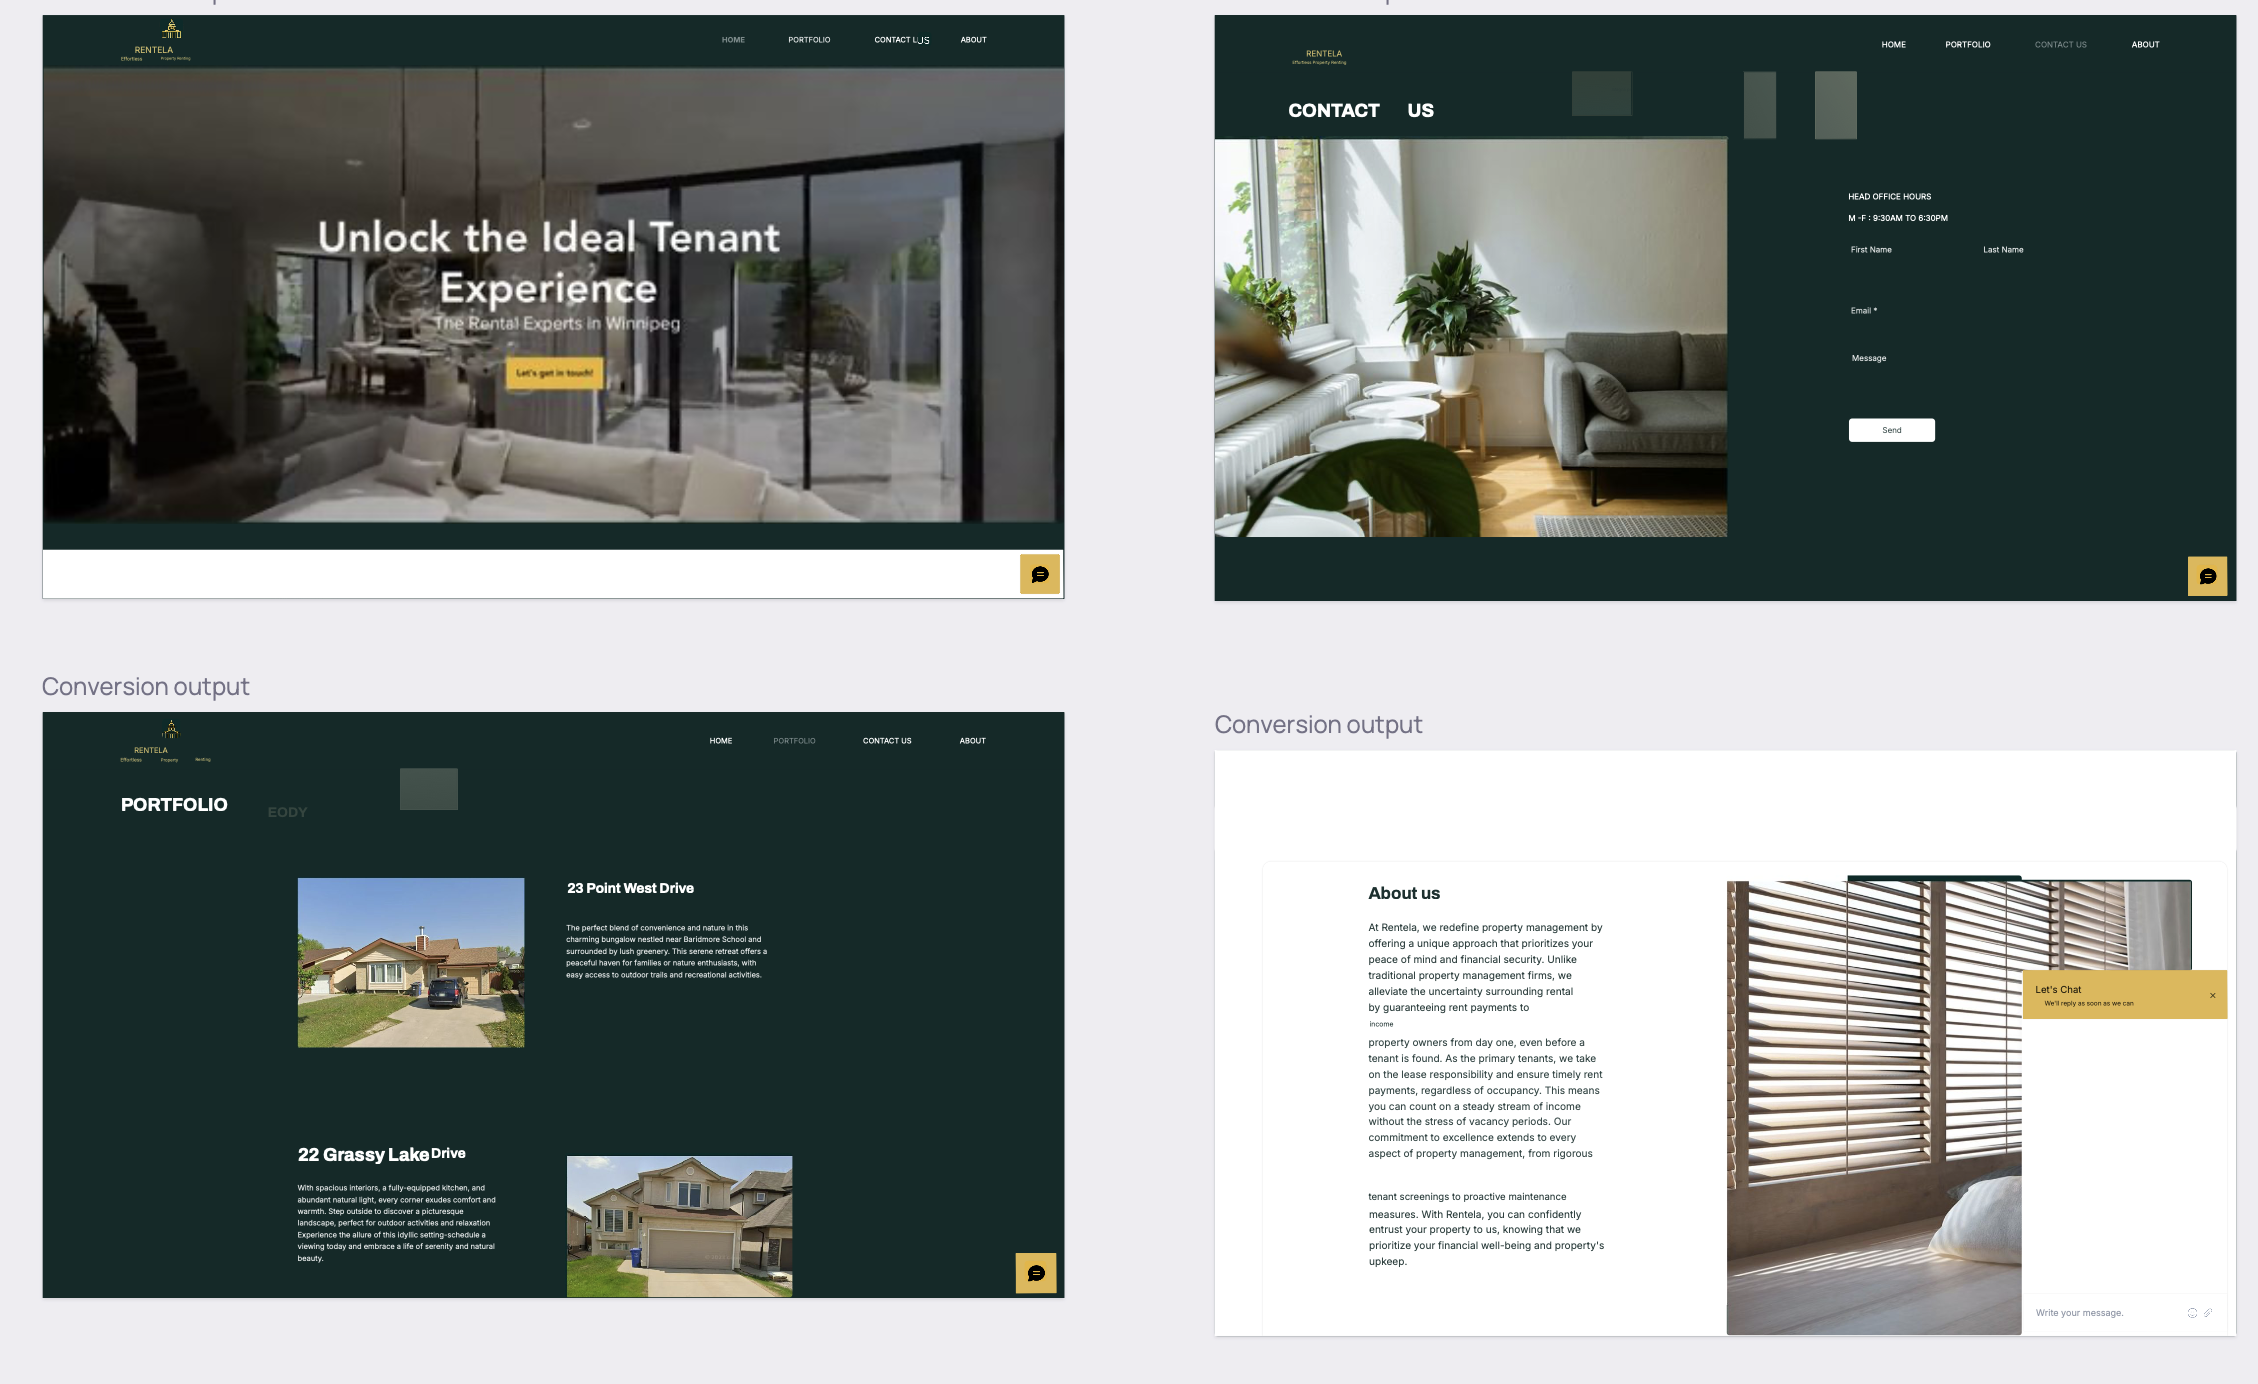 RENTELA
Effortless Property Renting
HOME PORTFOLIO CONTACT LUS ABOUT
Unlock the Ideal Tenant
Experience
The Rental Experts in Winnipeg
Let's get in touch!
RENTELA
Effortless Property Renting
HOME PORTFOLIO CONTACT US ABOUT
CONTACT US
HEAD OFFICE HOURS
M -F : 9:30AM TO 6:30PM
First Name Last Name
Email *
Message
Send
Conversion output
RENTELA
Effortless Property Renting
HOME PORTFOLIO CONTACT US ABOUT
PORTFOLIO EODY
23 Point West Drive
The perfect blend of convenience and nature in this
charming bungalow nestled near Baridmore School and
surrounded by lush greenery. This serene retreat offers a
peaceful haven for families or nature enthusiasts, with
easy access to outdoor trails and recreational activities.
22 Grassy Lake Drive
With spacious interiors, a fully-equipped kitchen, and
abundant natural light, every corner exudes comfort and
warmth. Step outside to discover a picturesque
landscape, perfect for outdoor activities and relaxation
Experience the allure of this idyllic setting-schedule a
viewing today and embrace a life of serenity and natural
beauty.
Conversion output
About us
At Rentela, we redefine property management by
offering a unique approach that prioritizes your
peace of mind and financial security. Unlike
traditional property management firms, we
alleviate the uncertainty surrounding rental
by guaranteeing rent payments to
income
property owners from day one, even before a
tenant is found. As the primary tenants, we take
on the lease responsibility and ensure timely rent
payments, regardless of occupancy. This means
you can count on a steady stream of income
without the stress of vacancy periods. Our
commitment to excellence extends to every
aspect of property management, from rigorous
tenant screenings to proactive maintenance
measures. With Rentela, you can confidently
entrust your property to us, knowing that we
prioritize your financial well-being and property's
upkeep.
Let's Chat
We'll reply as soon as we can
Write your message.